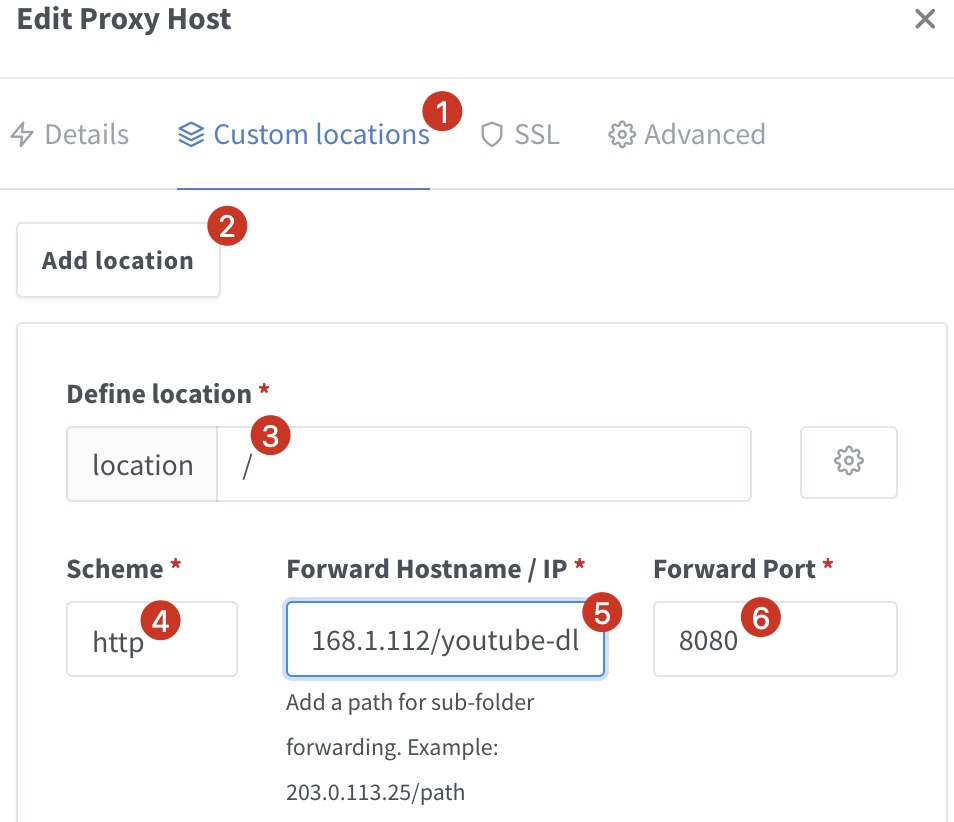 Edit Proxy Host
Details Custom locations 1 SSL Advanced
2
Add location
Define location *
3
location /
Scheme * Forward Hostname / IP * Forward Port *
http 4 168.1.112/youtube-dl 5 8080 6
Add a path for sub-folder
forwarding. Example:
203.0.113.25/path